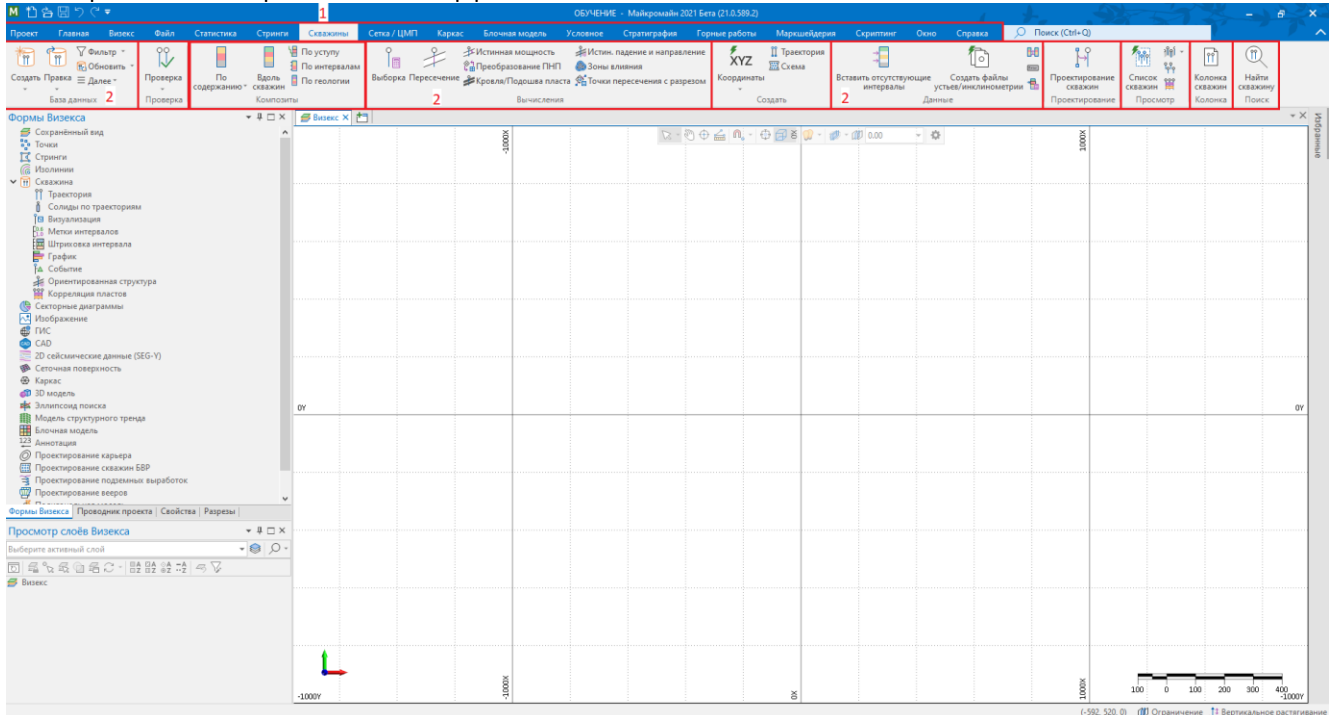 1
ОБУЧЕНИЕ - Майкромайн 2021 Бета (21.0.589.2)
Проект Главная Визекс Файл Статистика Стринги Скважины Сетка / ЦМП Каркас Блочная модель Условное Стратиграфия Горные работы Маркшейдерия Скриптинг Окно Справка Поиск (Ctrl+Q)
Создать Правка Фильтр Обновить Далее
База данных 2
Проверка
Проверка
По содержанию Вдоль скважин По уступу По интервалам По геологии
Композиты
Выборка Пересечение Истинная мощность Преобразование ПНП Кровля/Подошва пласта Истин. падение и направление Зоны влияния Точки пересечения с разрезом
2 Вычисления
XYZ
Координаты Траектория Схема
Создать
Вставить отсутствующие интервалы Создать файлы устьев/инклинометрии
2 Данные
Проектирование скважин
Проектирование
Список скважин
Просмотр
Колонка скважин
Колонка
Найти скважину
Поиск
Формы Визекса
Визекс
Избранные
0.00
Сохранённый вид
Точки
Стринги
Изолинии
Скважина
Траектория
Солиды по траекториям
Визуализация
Метки интервалов
Штриховка интервала
График
Событие
Ориентированная структура
Корреляция пластов
Секторные диаграммы
Изображение
ГИС
CAD
2D сейсмические данные (SEG-Y)
Сеточная поверхность
Каркас
3D модель
Эллипсоид поиска
Модель структурного тренда
Блочная модель
Аннотация
Проектирование карьера
Проектирование скважин БВР
Проектирование подземных выработок
Проектирование вееров
Формы Визекса Проводник проекта Свойства Разрезы
Просмотр слоёв Визекса
Выберите активный слой
Визекс
-1000X
0X
1000X
0Y
0Y
-1000X
0X
1000X
-1000Y
-1000Y
100 0 100 200 300 400
(-592, 520, 0) Ограничение Вертикальное растягивание